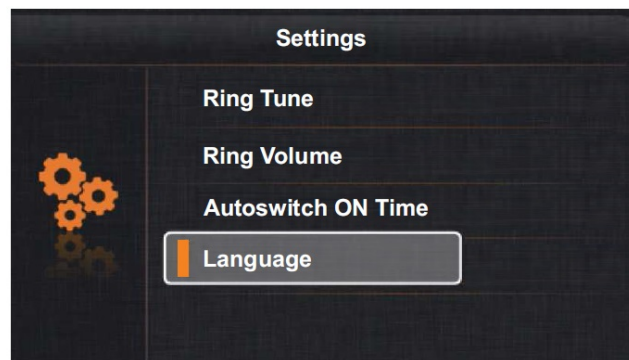 Settings
Ring Tune
Ring Volume
Autoswitch ON Time
Language